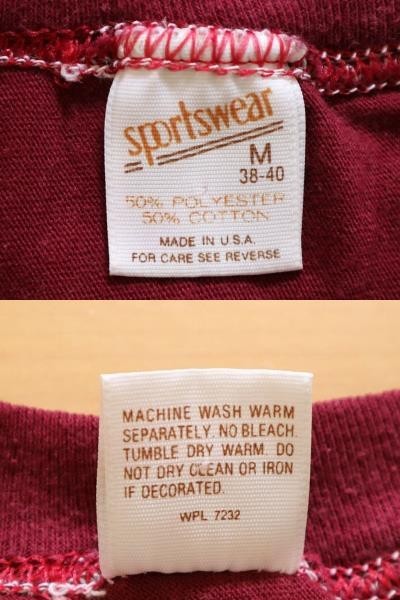 sportswear
M
38-40
50% POLYESTER
50% COTTON
MADE IN U.S.A.
FOR CARE SEE REVERSE
MACHINE WASH WARM
SEPARATELY. NO BLEACH.
TUMBLE DRY WARM. DO
NOT DRY CLEAN OR IRON
IF DECORATED.
WPL 7232